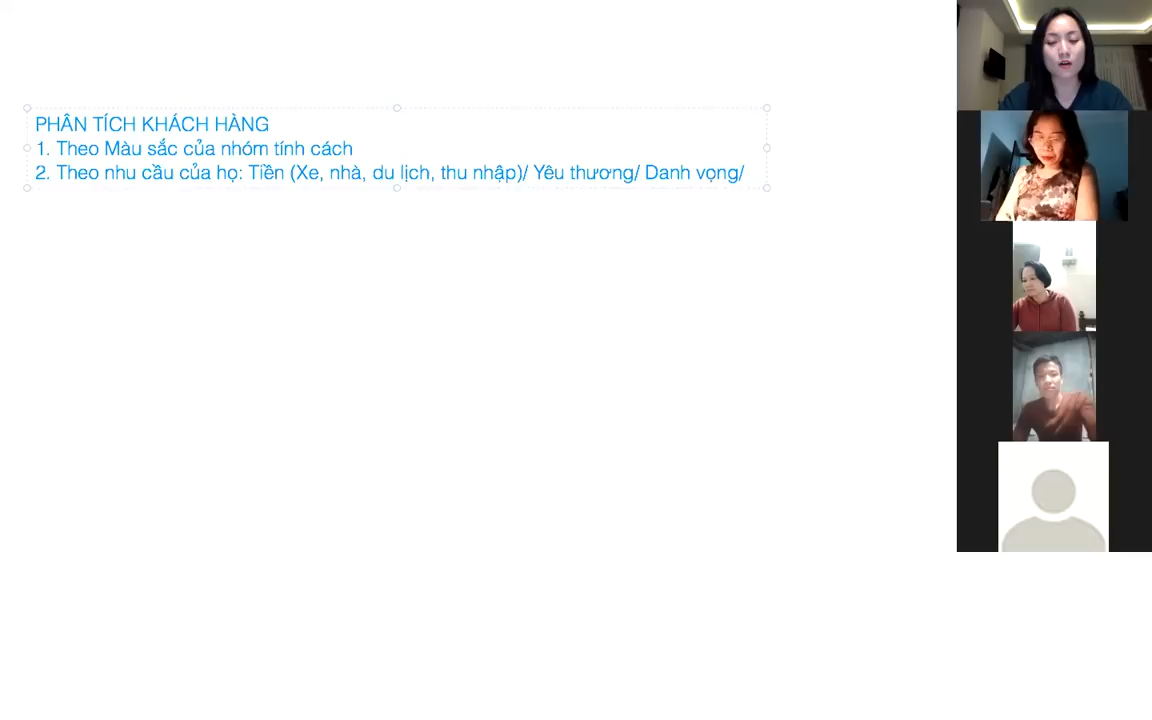 PHÂN TÍCH KHÁCH HÀNG
1. Theo Màu sắc của nhóm tính cách
2. Theo nhu cầu của họ: Tiền (Xe, nhà, du lịch, thu nhập)/ Yêu thương/ Danh vọng/